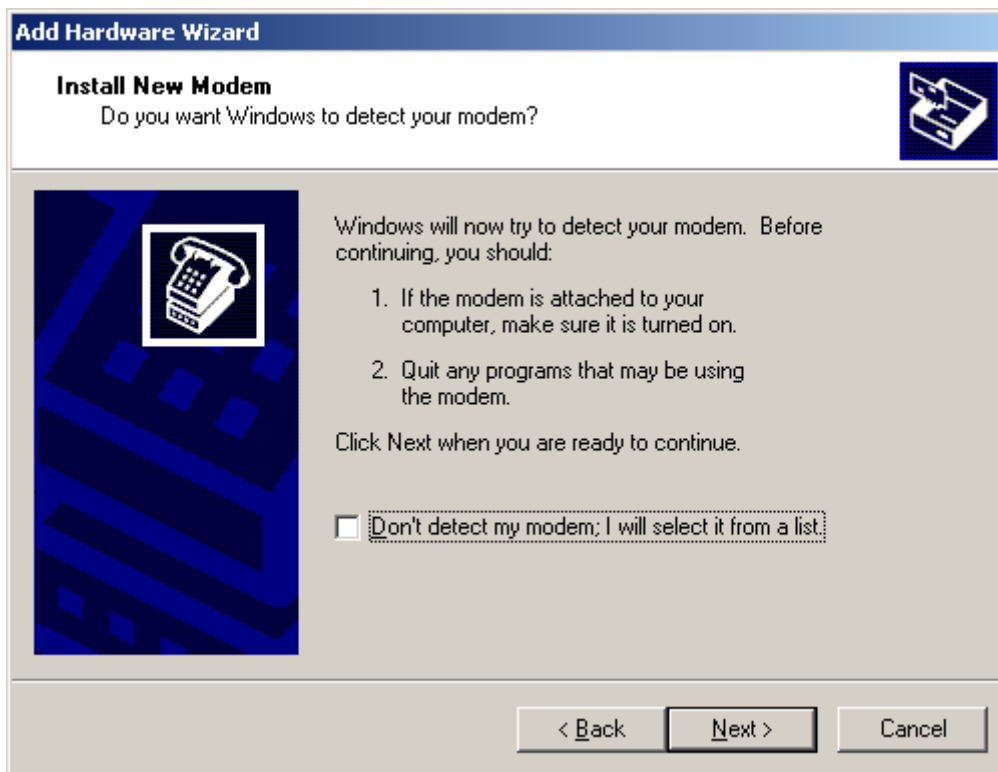 Add Hardware Wizard
Install New Modem
Do you want Windows to detect your modem?
Windows will now try to detect your modem.  Before
continuing, you should:
1. If the modem is attached to your
computer, make sure it is turned on.
2. Quit any programs that may be using
the modem.
Click Next when you are ready to continue.
Don't detect my modem; I will select it from a list.
< Back
Next >
Cancel